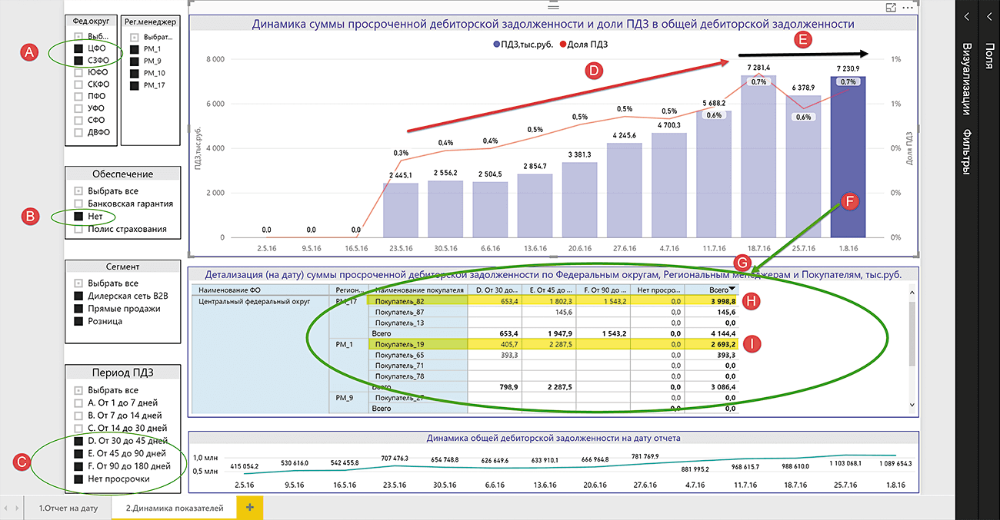 Фед.округ
Выб...
ЦФО
СЗФО
ЮФО
СКФО
ПФО
УФО
СФО
ДВФО
A
Рег.менеджер
Выбрат...
РМ_1
РМ_9
РМ_10
РМ_17
Обеспечение
Выбрать все
Банковская гарантия
Нет
Полис страхования
B
Сегмент
Выбрать все
Дилерская сеть B2B
Прямые продажи
Розница
Период ПДЗ
Выбрать все
A. От 1 до 7 дней
B. От 7 до 14 дней
C. От 14 до 30 дней
D. От 30 до 45 дней
E. От 45 до 90 дней
F. От 90 до 180 дней
Нет просрочки
C
Динамика суммы просроченной дебиторской задолженности и доли ПДЗ в общей дебиторской задолженности
ПДЗ,тыс.руб. Доля ПДЗ
E
D
8 000 6 000 4 000 2 000 0
ПДЗ,тыс.руб.
0,0 0,0 0,0 2 445,1 2 556,2 2 504,5 2 854,7 3 381,3 4 245,6 4 700,3 5 688,2 7 281,4 6 378,9 7 230,9
0,3% 0,4% 0,4% 0,5% 0,5% 0,5% 0,5% 0,6% 0,7% 0,6% 0,7%
1% 1% 0% 0% 0%
Доля ПДЗ
F
2.5.16 9.5.16 16.5.16 23.5.16 30.5.16 6.6.16 13.6.16 20.6.16 27.6.16 4.7.16 11.7.16 18.7.16 25.7.16 1.8.16
G
Детализация (на дату) суммы просроченной дебиторской задолженности по Федеральным округам, Региональным менеджерам и Покупателям, тыс.руб.
Наименование ФО Регион... Наименование покупателя D. От 30 до... E. От 45 до ... F. От 90 до ... Нет просро... Всего
Центральный федеральный округ РМ_17 Покупатель_82 653,4 1 802,3 1 543,2 0,0 3 998,8 H
Покупатель_87 145,6 0,0 145,6
Покупатель_13 0,0 0,0
Всего 653,4 1 947,9 1 543,2 0,0 4 144,4
РМ_1 Покупатель_19 405,7 2 287,5 0,0 2 693,2 I
Покупатель_65 393,3 0,0 393,3
Покупатель_71 0,0 0,0
Покупатель_78 0,0 0,0
Всего 798,9 2 287,5 0,0 3 086,4
РМ_9 Покупатель_27 0,0 0,0
Всего 0,0 0,0
Динамика общей дебиторской задолженности на дату отчета
1,0 млн
0,5 млн
415 054,2 530 616,0 542 455,8 707 476,3 654 748,8 626 649,6 633 910,1 666 964,8 781 769,9 881 995,2 968 615,7 988 610,0 1 103 068,1 1 089 654,3
2.5.16 9.5.16 16.5.16 23.5.16 30.5.16 6.6.16 13.6.16 20.6.16 27.6.16 4.7.16 11.7.16 18.7.16 25.7.16 1.8.16
Визуализации
Фильтры
Поля
1.Отчет на дату 2.Динамика показателей +